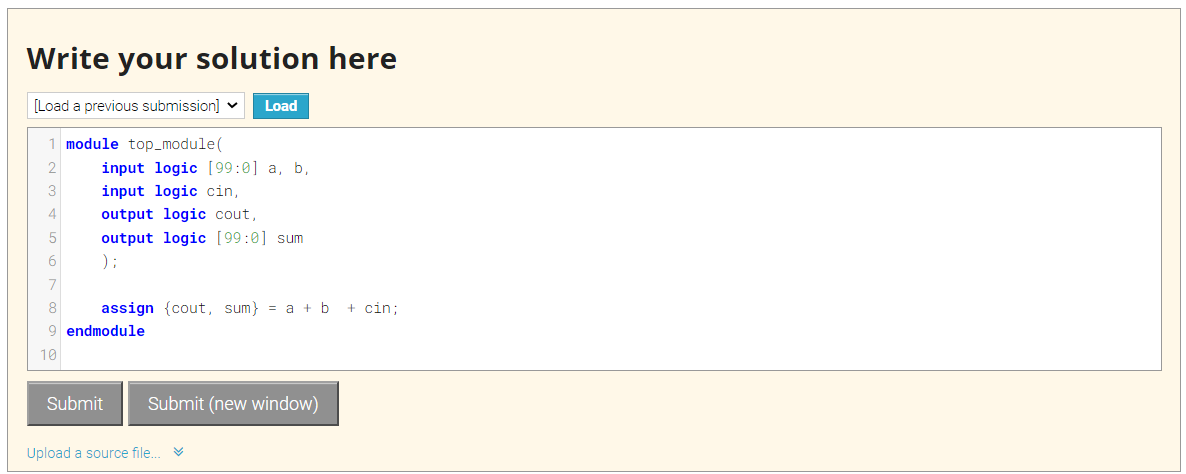 Write your solution here
[Load a previous submission] Load
1 module top_module(
2     input logic [99:0] a, b,
3     input logic cin,
4     output logic cout,
5     output logic [99:0] sum
6     );
7
8     assign {cout, sum} = a + b  + cin;
9 endmodule
10
Submit Submit (new window)
Upload a source file...